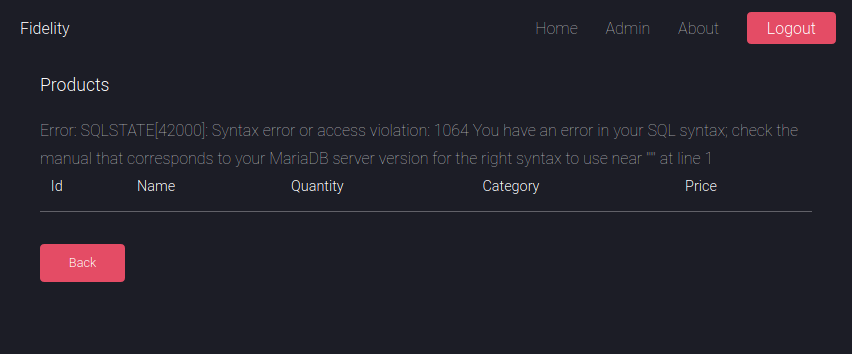 Fidelity Home Admin About Logout
Products
Error: SQLSTATE[42000]: Syntax error or access violation: 1064 You have an error in your SQL syntax; check the
manual that corresponds to your MariaDB server version for the right syntax to use near ''''' at line 1
Id Name Quantity Category Price
Back